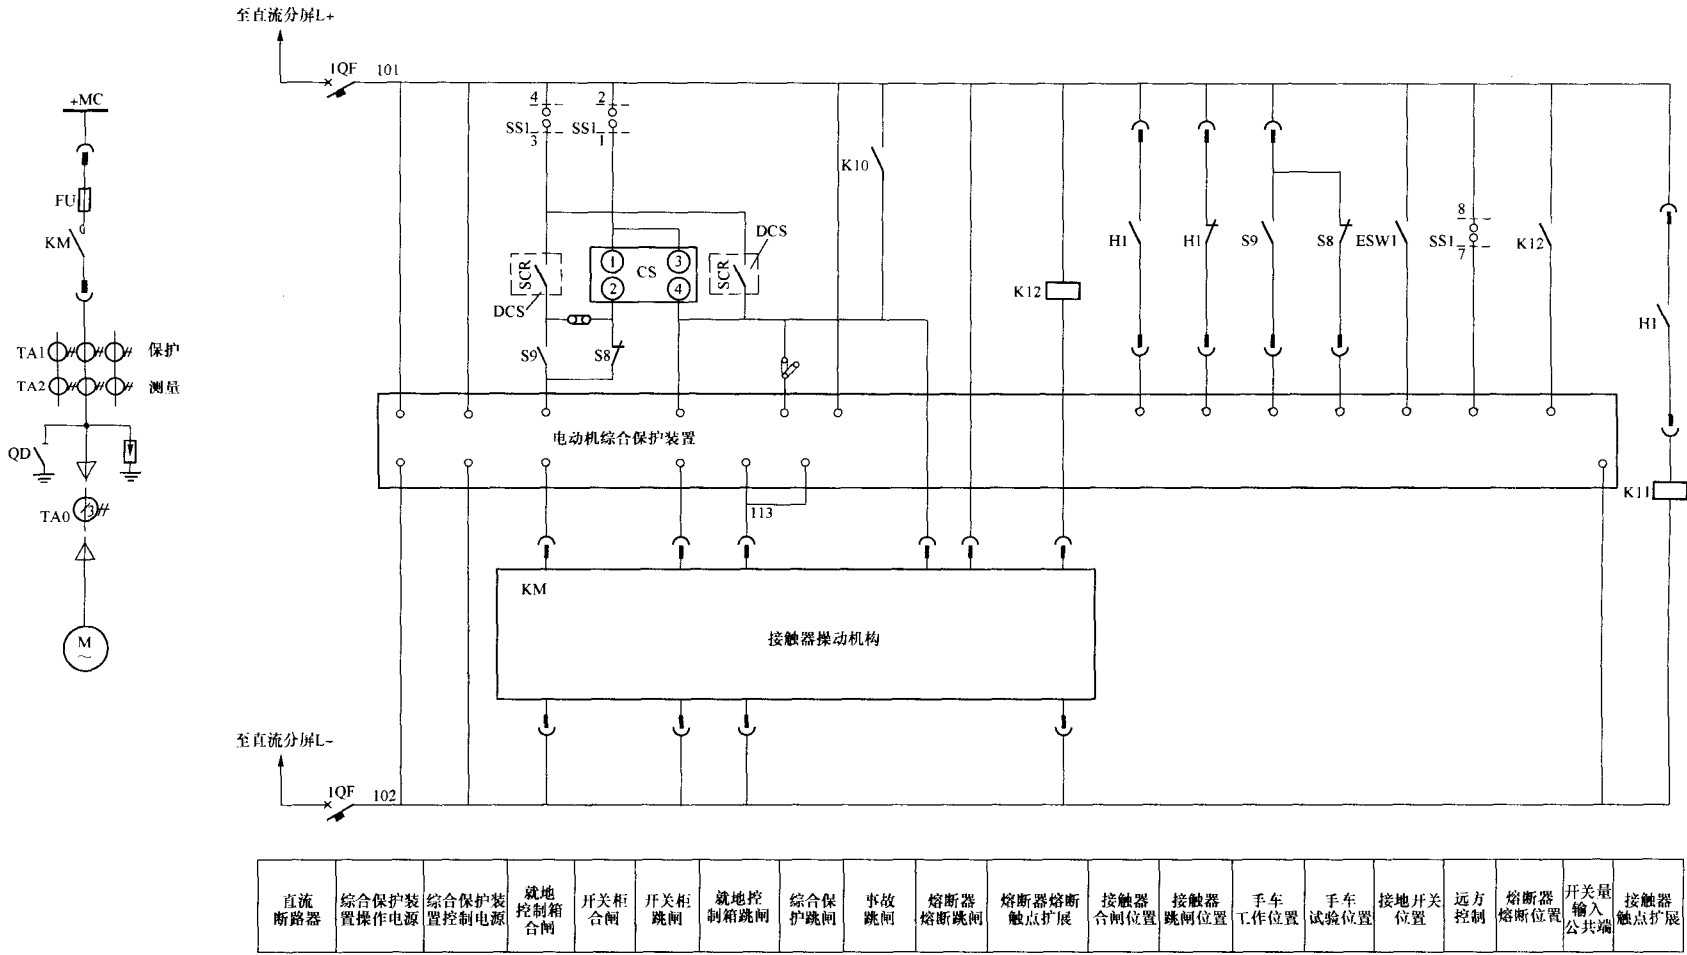 至直流分屏L+
1QF
101
+MC
FU
KM
TA1
保护
TA2
测量
QD
TA0
3
M
~
4
SS1
3
2
SS1
1
K10
SCR
DCS
1
3
CS
2
4
SCR
DCS
S9
S8
K12
H1
H1
S9
S8
ESW1
8
SS1
7
K12
H1
K11
电动机综合保护装置
113
KM
接触器操动机构
至直流分屏L-
1QF
102
直流
断路器
综合保护装
置操作电源
综合保护装
置控制电源
就地
控制箱
合闸
开关柜
合闸
开关柜
跳闸
就地控
制箱跳闸
综合保
护跳闸
事故
跳闸
熔断器
熔断跳闸
熔断器熔断
触点扩展
接触器
合闸位置
接触器
跳闸位置
手车
工作位置
手车
试验位置
接地开关
位置
远方
控制
熔断器
熔断位置
开关量
输入
公共端
接触器
触点扩展